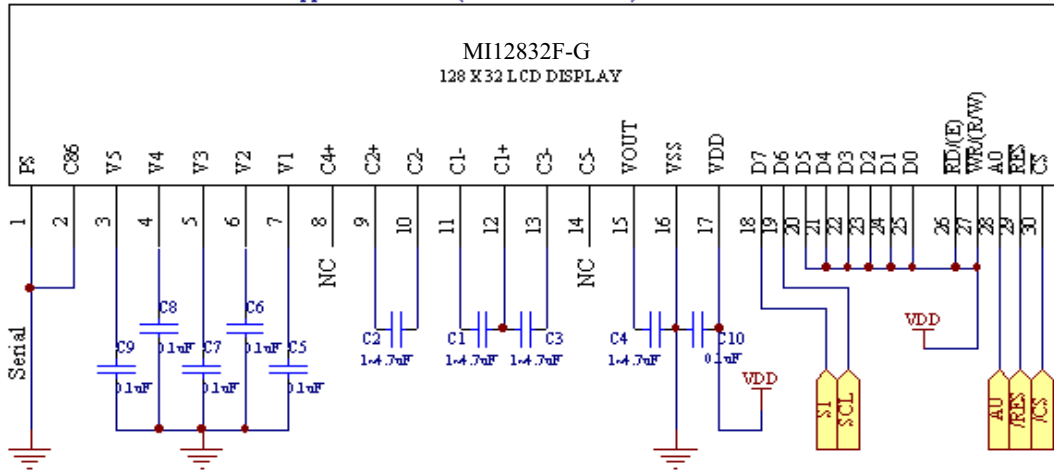 MI12832F-G
128 X 32 LCD DISPLAY
PS C86 V5 V4 V3 V2 V1 C4+ C2+ C2- C1- C1+ C3- C5- VOUT VSS VDD D7 D6 D5 D4 D3 D2 D1 D0 RD/(E) WR/(R/W) A0 RES CS
1 2 3 4 5 6 7 8 9 10 11 12 13 14 15 16 17 18 19 20 21 22 23 24 25 26 27 28 29 30
NC NC
Serial
C8 0.1uF
C6 0.1uF
C9 0.1uF
C7 0.1uF
C5 0.1uF
C2 1~4.7uF
C1 1~4.7uF
C3 1~4.7uF
C4 1~4.7uF
C10 0.1uF
VDD
VDD
SI SCL
A0 /RES /CS